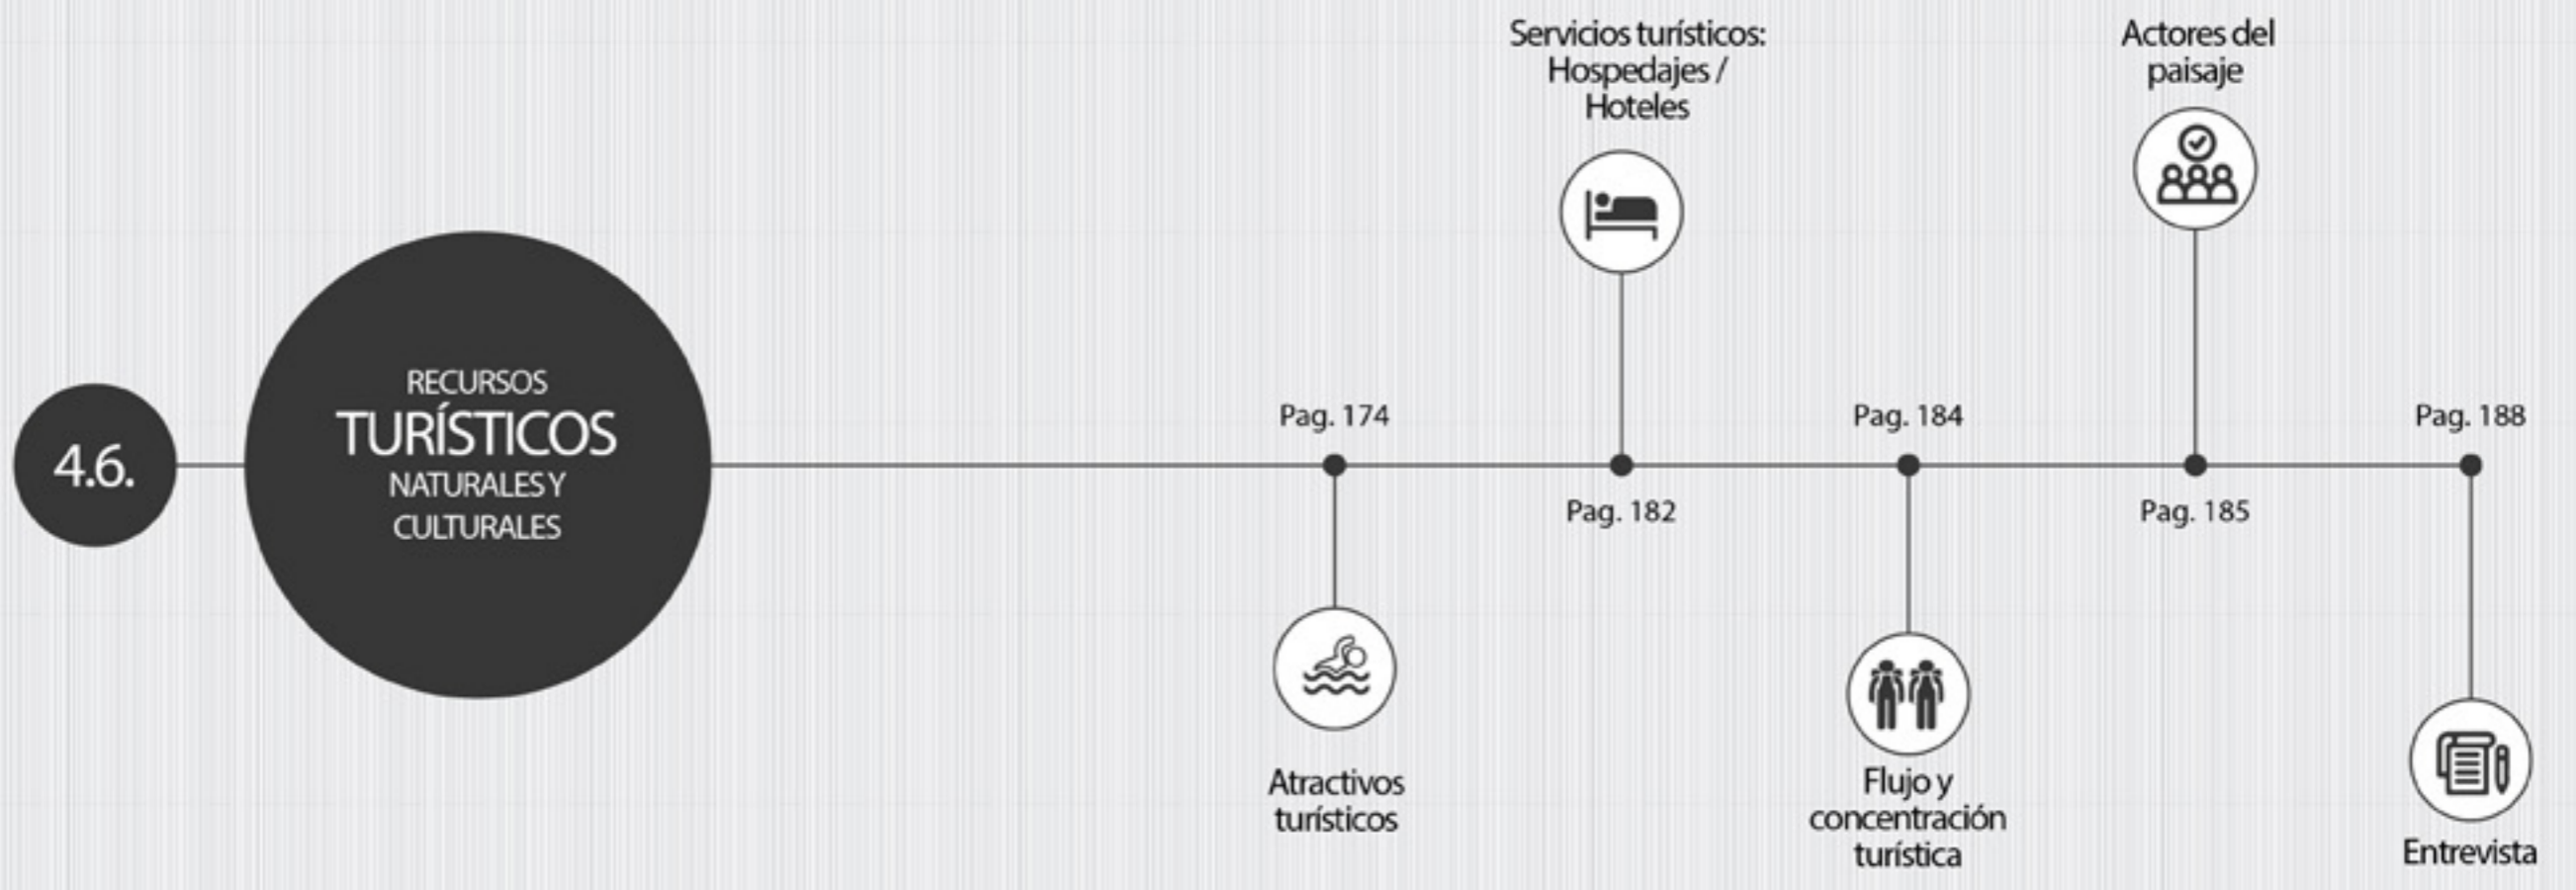 4.6.
RECURSOS
TURÍSTICOS
NATURALES Y
CULTURALES
Pag. 174
Atractivos
turísticos
Servicios turísticos:
Hospedajes /
Hoteles
Pag. 182
Pag. 184
Flujo y
concentración
turística
Actores del
paisaje
Pag. 185
Pag. 188
Entrevista